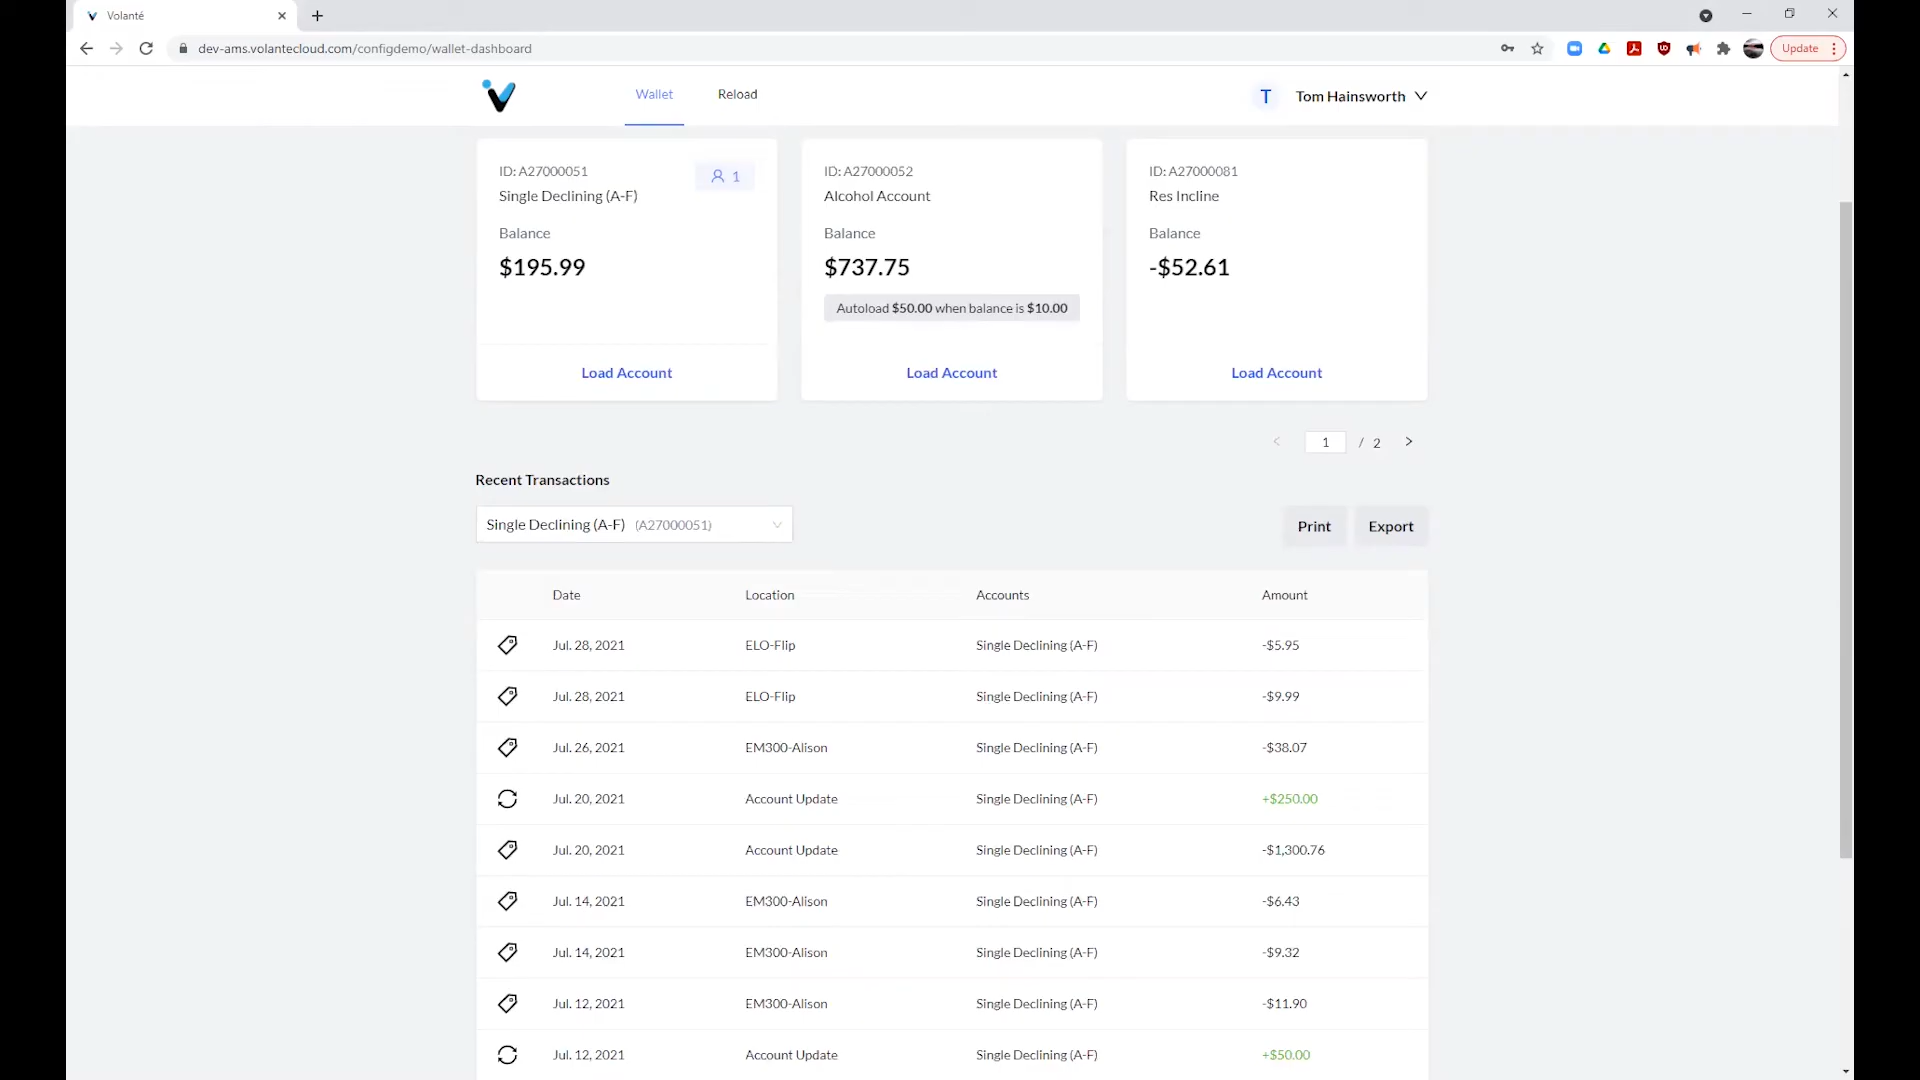 Volanté
dev-ams.volantecloud.com/configdemo/wallet-dashboard
Update
Wallet
Reload
T
Tom Hainsworth
ID: A27000051
1
Single Declining (A-F)
Balance
$195.99
Load Account
ID: A27000052
Alcohol Account
Balance
$737.75
Autoload $50.00 when balance is $10.00
Load Account
ID: A27000081
Res Incline
Balance
-$52.61
Load Account
1 / 2
Recent Transactions
Single Declining (A-F) (A27000051)
Print
Export
Date Location Accounts Amount
Jul. 28, 2021 ELO-Flip Single Declining (A-F) -$5.95
Jul. 28, 2021 ELO-Flip Single Declining (A-F) -$9.99
Jul. 26, 2021 EM300-Alison Single Declining (A-F) -$38.07
Jul. 20, 2021 Account Update Single Declining (A-F) +$250.00
Jul. 20, 2021 Account Update Single Declining (A-F) -$1,300.76
Jul. 14, 2021 EM300-Alison Single Declining (A-F) -$6.43
Jul. 14, 2021 EM300-Alison Single Declining (A-F) -$9.32
Jul. 12, 2021 EM300-Alison Single Declining (A-F) -$11.90
Jul. 12, 2021 Account Update Single Declining (A-F) +$50.00